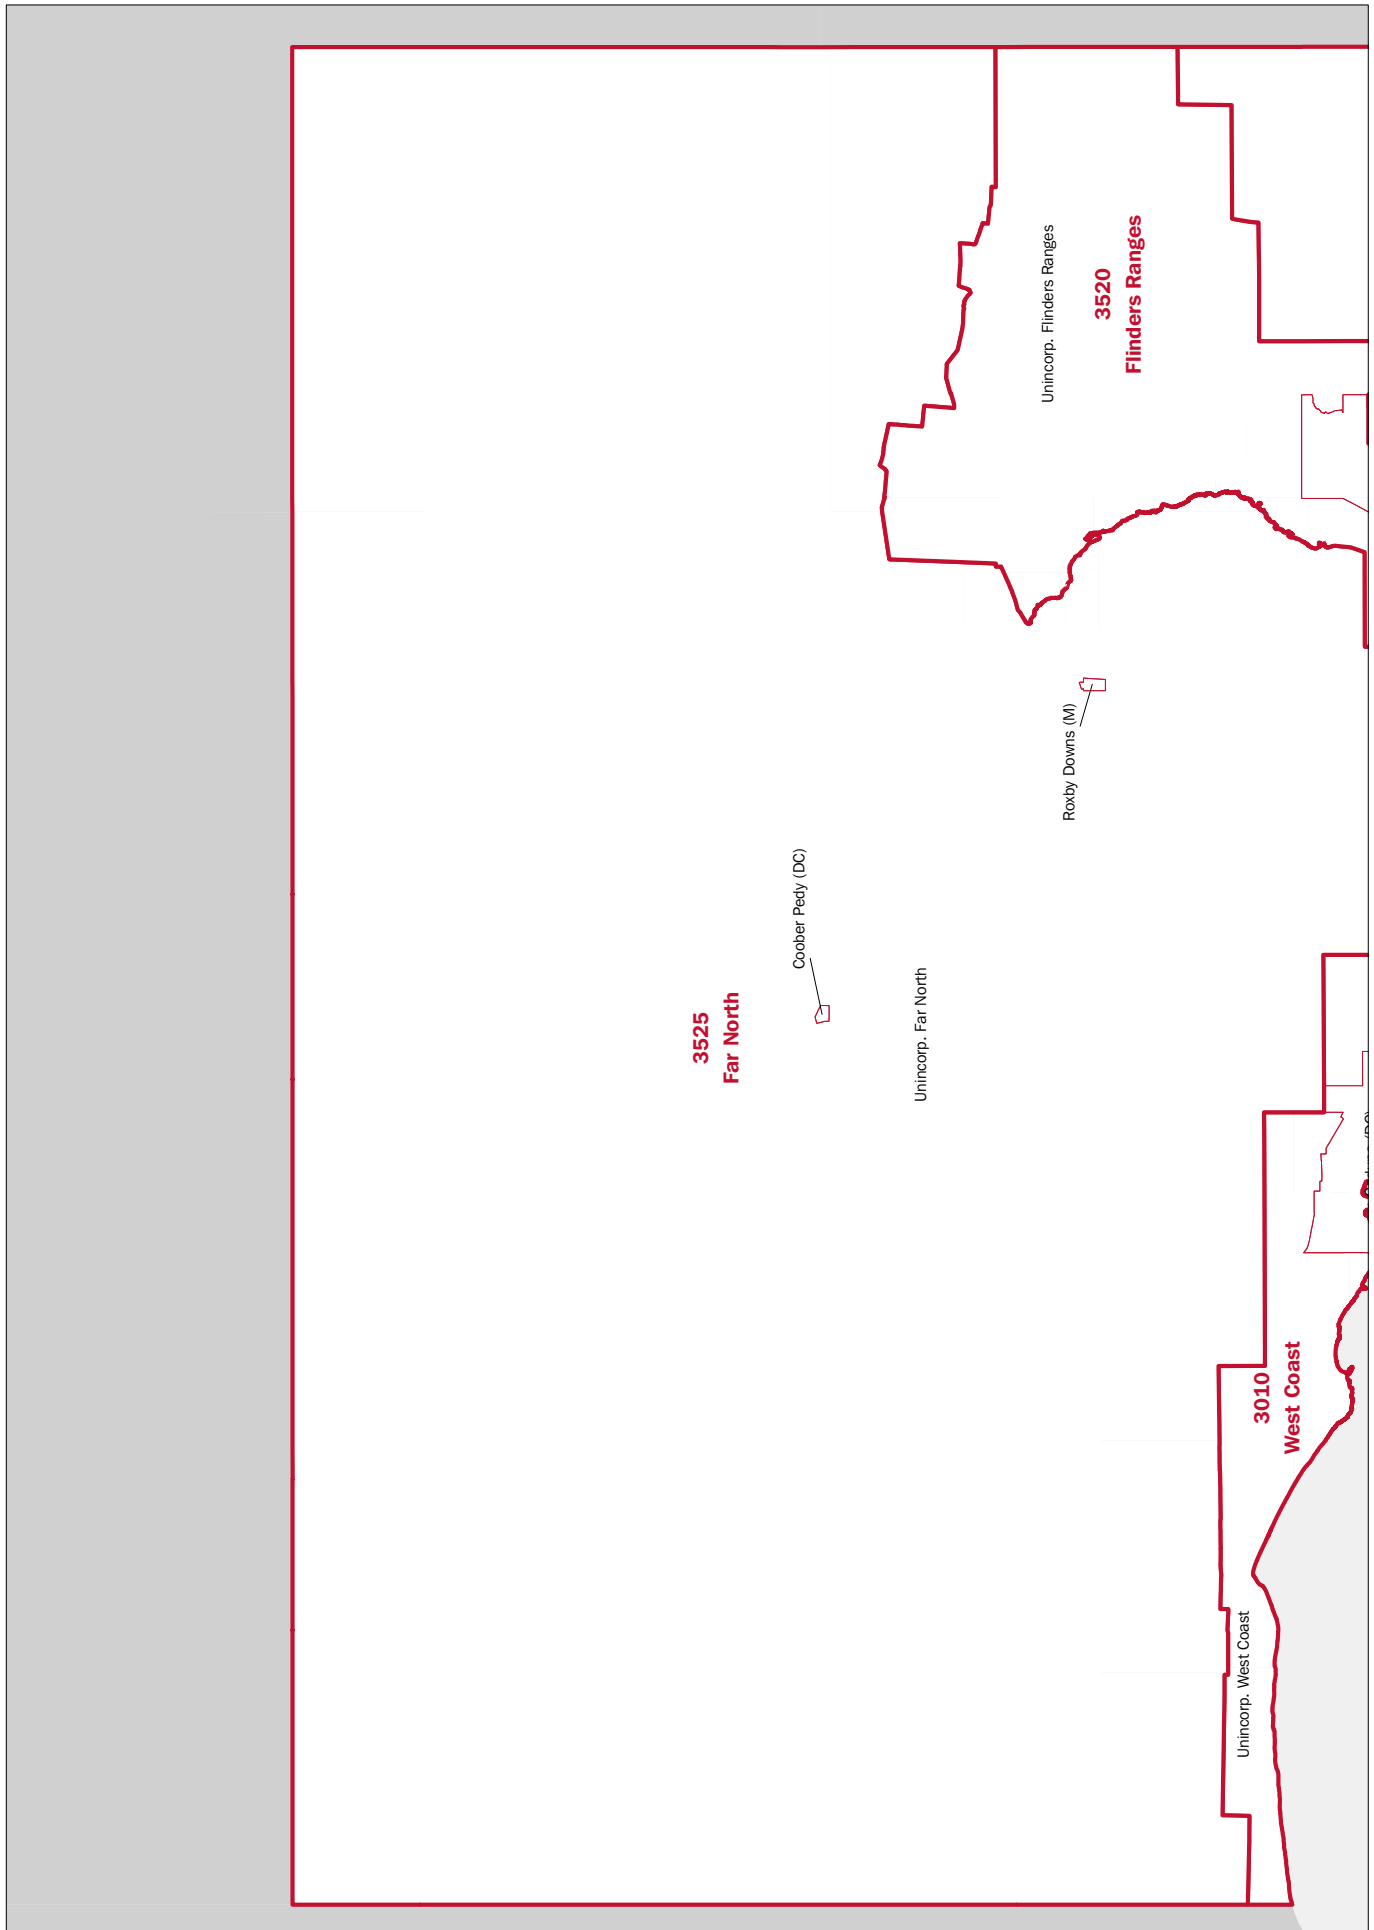 3525
Far North
Coober Pedy (DC)
Unincorp. Far North
Roxby Downs (M)
Unincorp. Flinders Ranges
3520
Flinders Ranges
3010
West Coast
Unincorp. West Coast